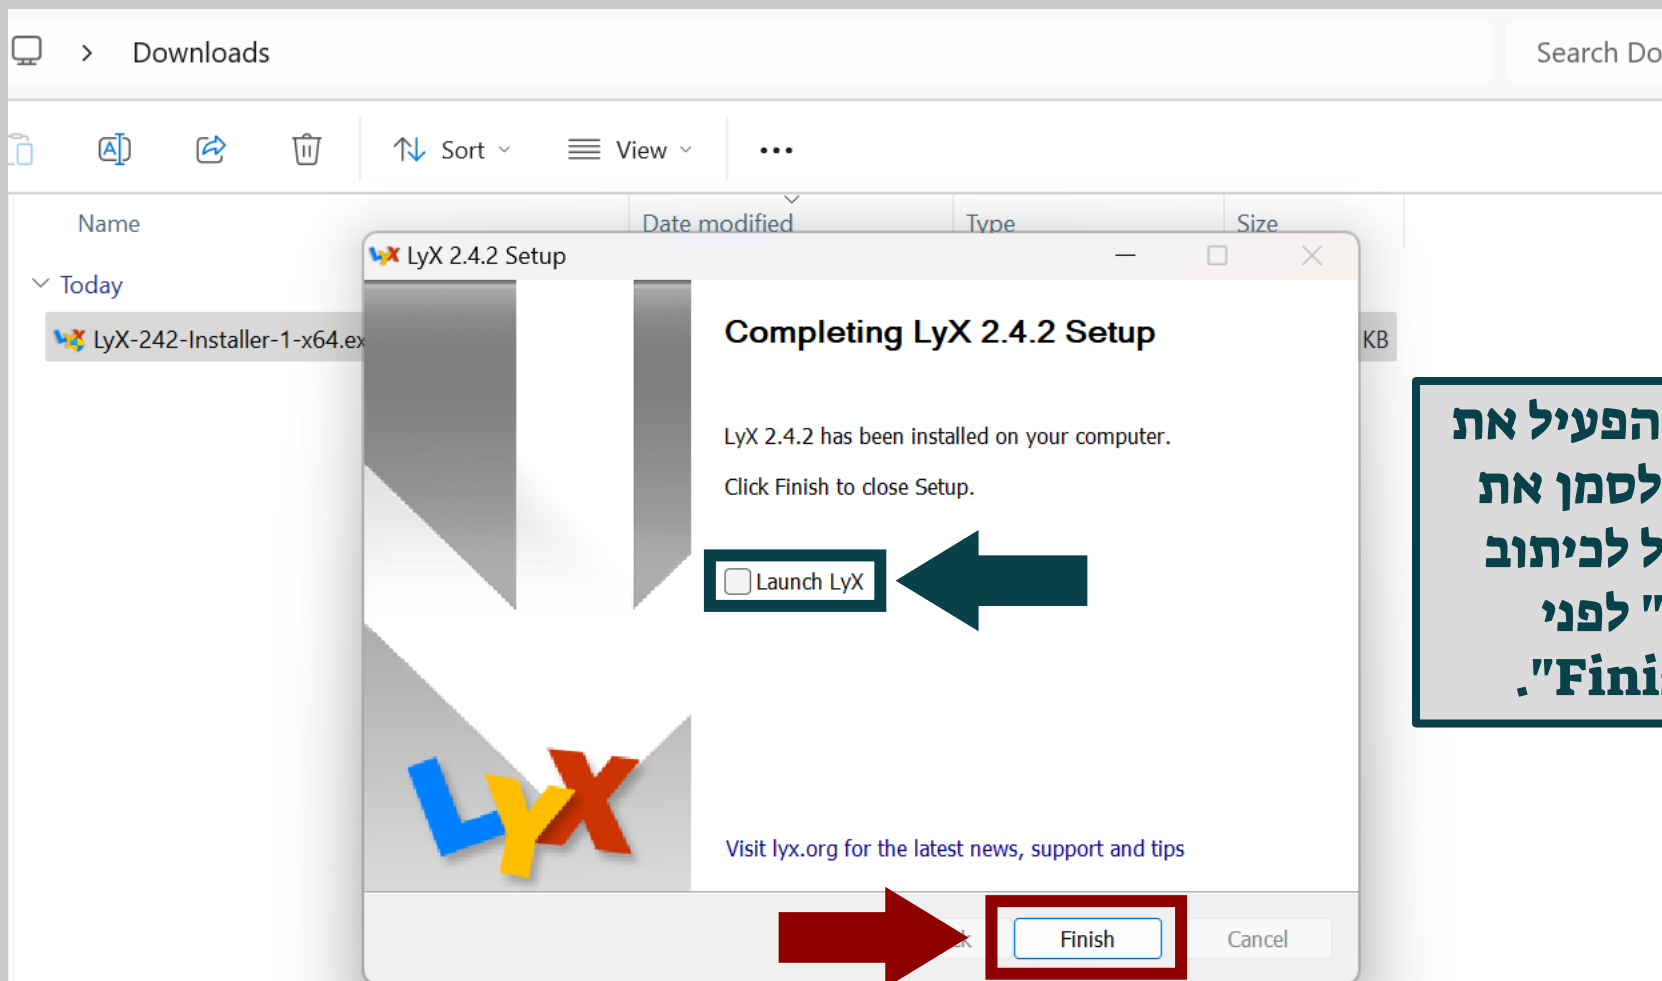 Downloads
Search
Sort
View
Name
Date modified
Type
Size
Today
LyX-242-Installer-1-x64.ex
KB
LyX 2.4.2 Setup
Completing LyX 2.4.2 Setup
LyX 2.4.2 has been installed on your computer.
Click Finish to close Setup.
Launch LyX
LyX
Visit lyx.org for the latest news, support and tips
Finish
Cancel
הפעיל את
לסמן את
ל לכיתוב
" לפני
."Fini